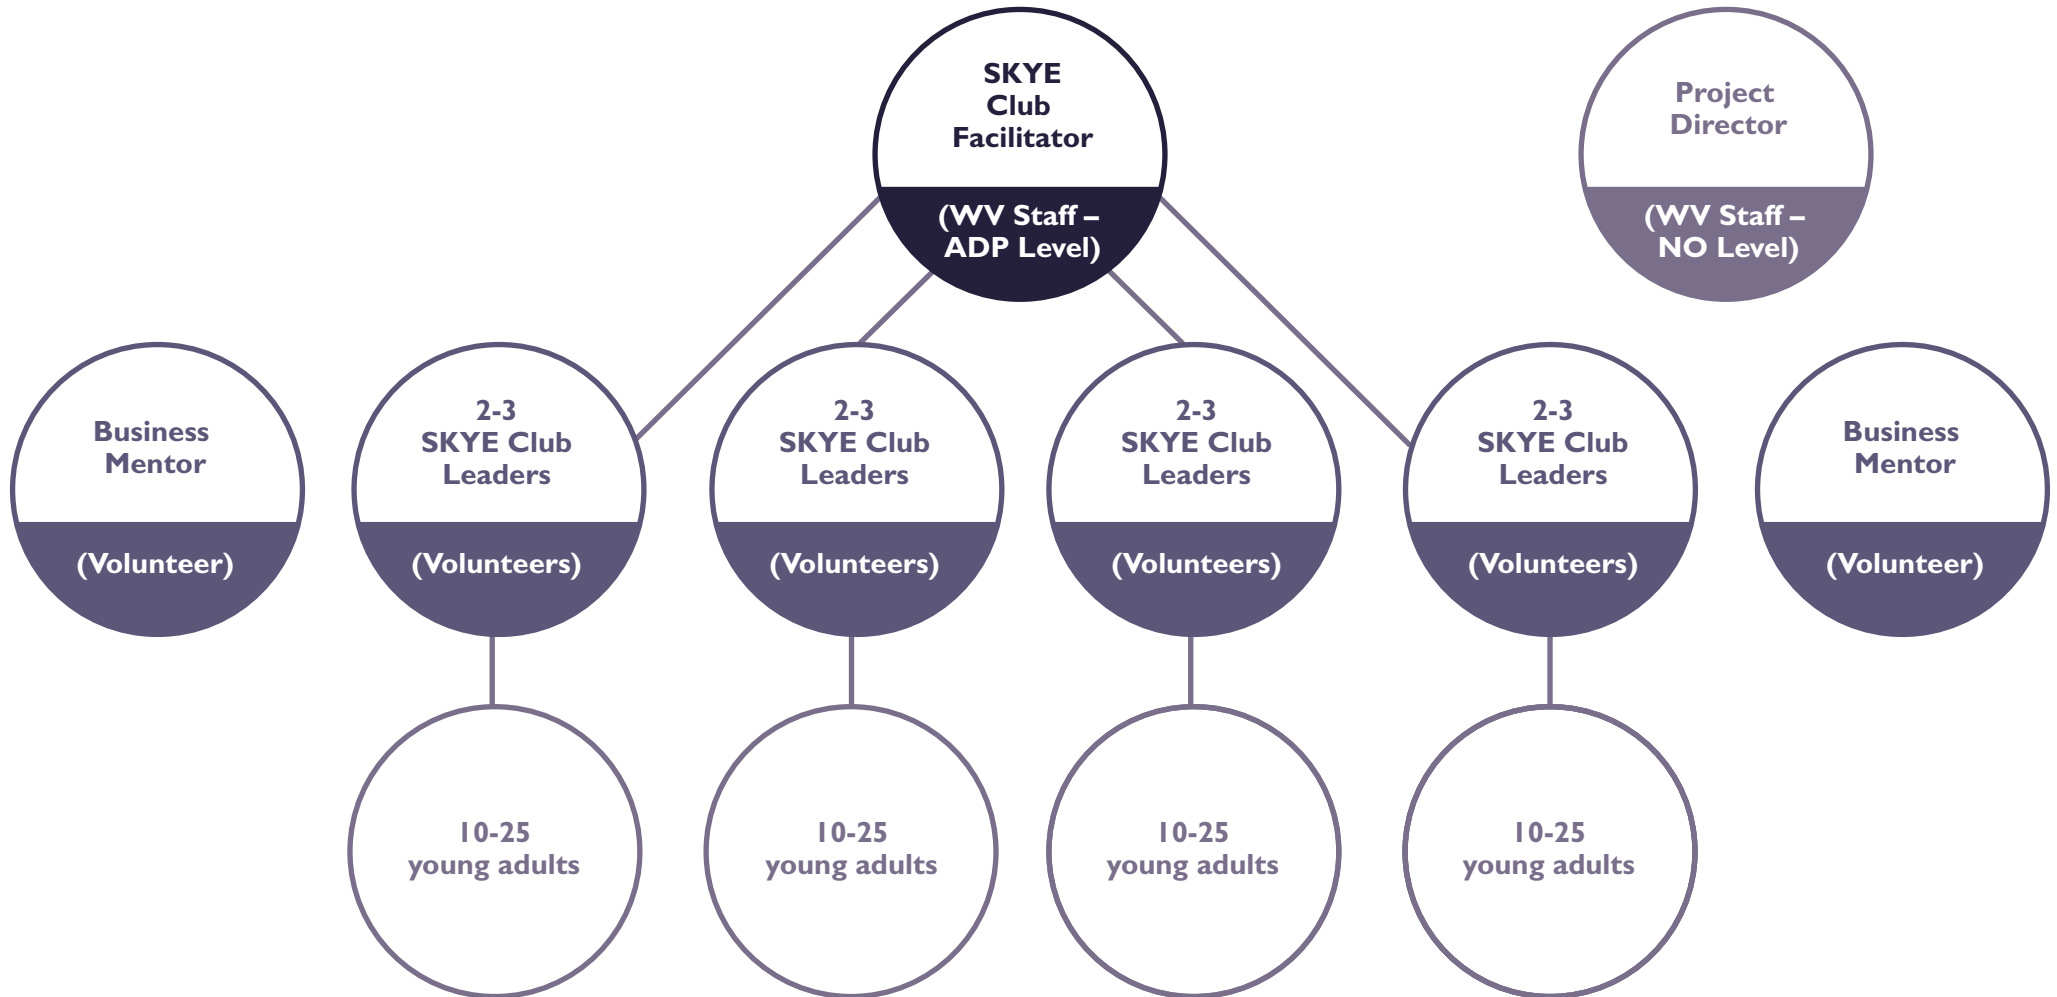 SKYE
Club
Facilitator
(WV Staff –
ADP Level)
Project
Director
(WV Staff –
NO Level)
Business
Mentor
(Volunteer)
2-3
SKYE Club
Leaders
(Volunteers)
2-3
SKYE Club
Leaders
(Volunteers)
2-3
SKYE Club
Leaders
(Volunteers)
2-3
SKYE Club
Leaders
(Volunteers)
Business
Mentor
(Volunteer)
10-25
young adults
10-25
young adults
10-25
young adults
10-25
young adults